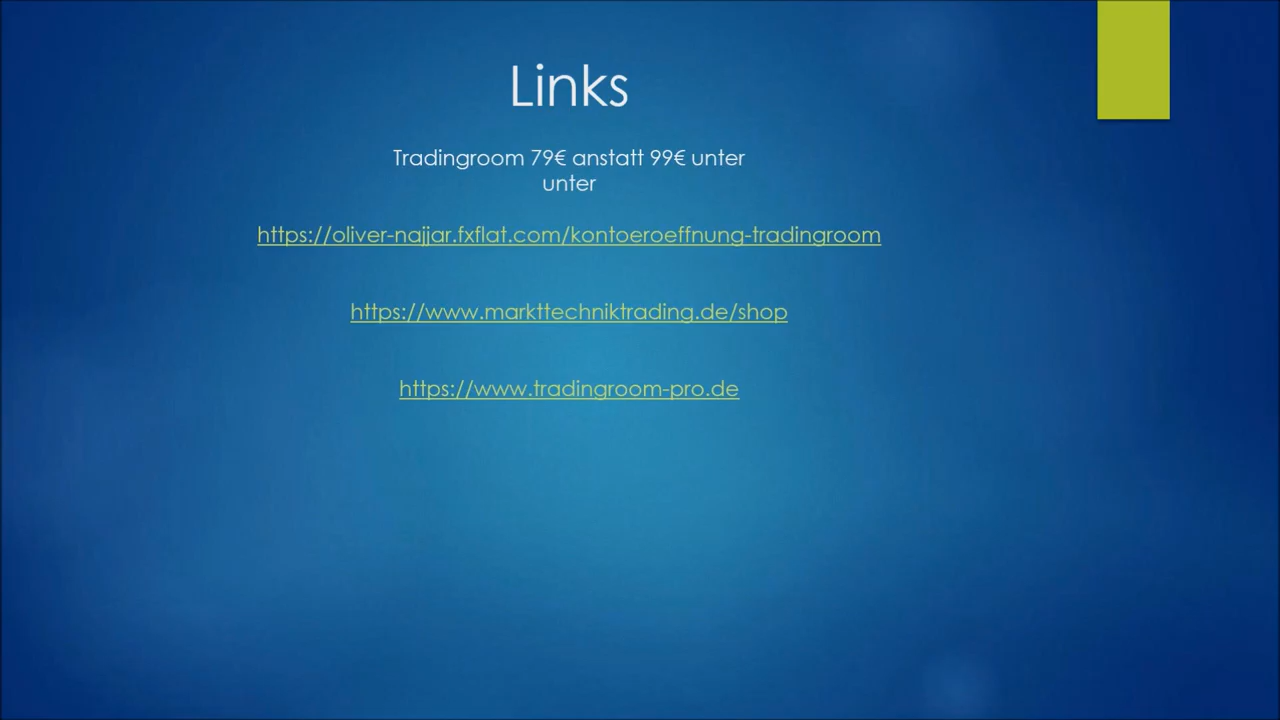 Links
Tradingroom 79€ anstatt 99€ unter
unter
https://oliver-najjar.fxflat.com/kontoeroeffnung-tradingroom
https://www.markttechniktrading.de/shop
https://www.tradingroom-pro.de